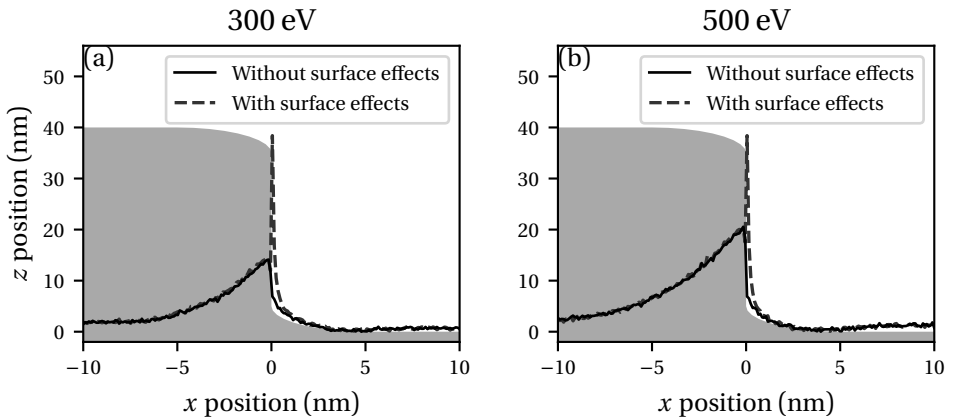 300 eV
500 eV
(a)
Without surface effects
With surface effects
(b)
Without surface effects
With surface effects
50
40
30
20
10
0
50
40
30
20
10
0
z position (nm)
−10
−5
0
5
10
−10
−5
0
5
10
x position (nm)
x position (nm)